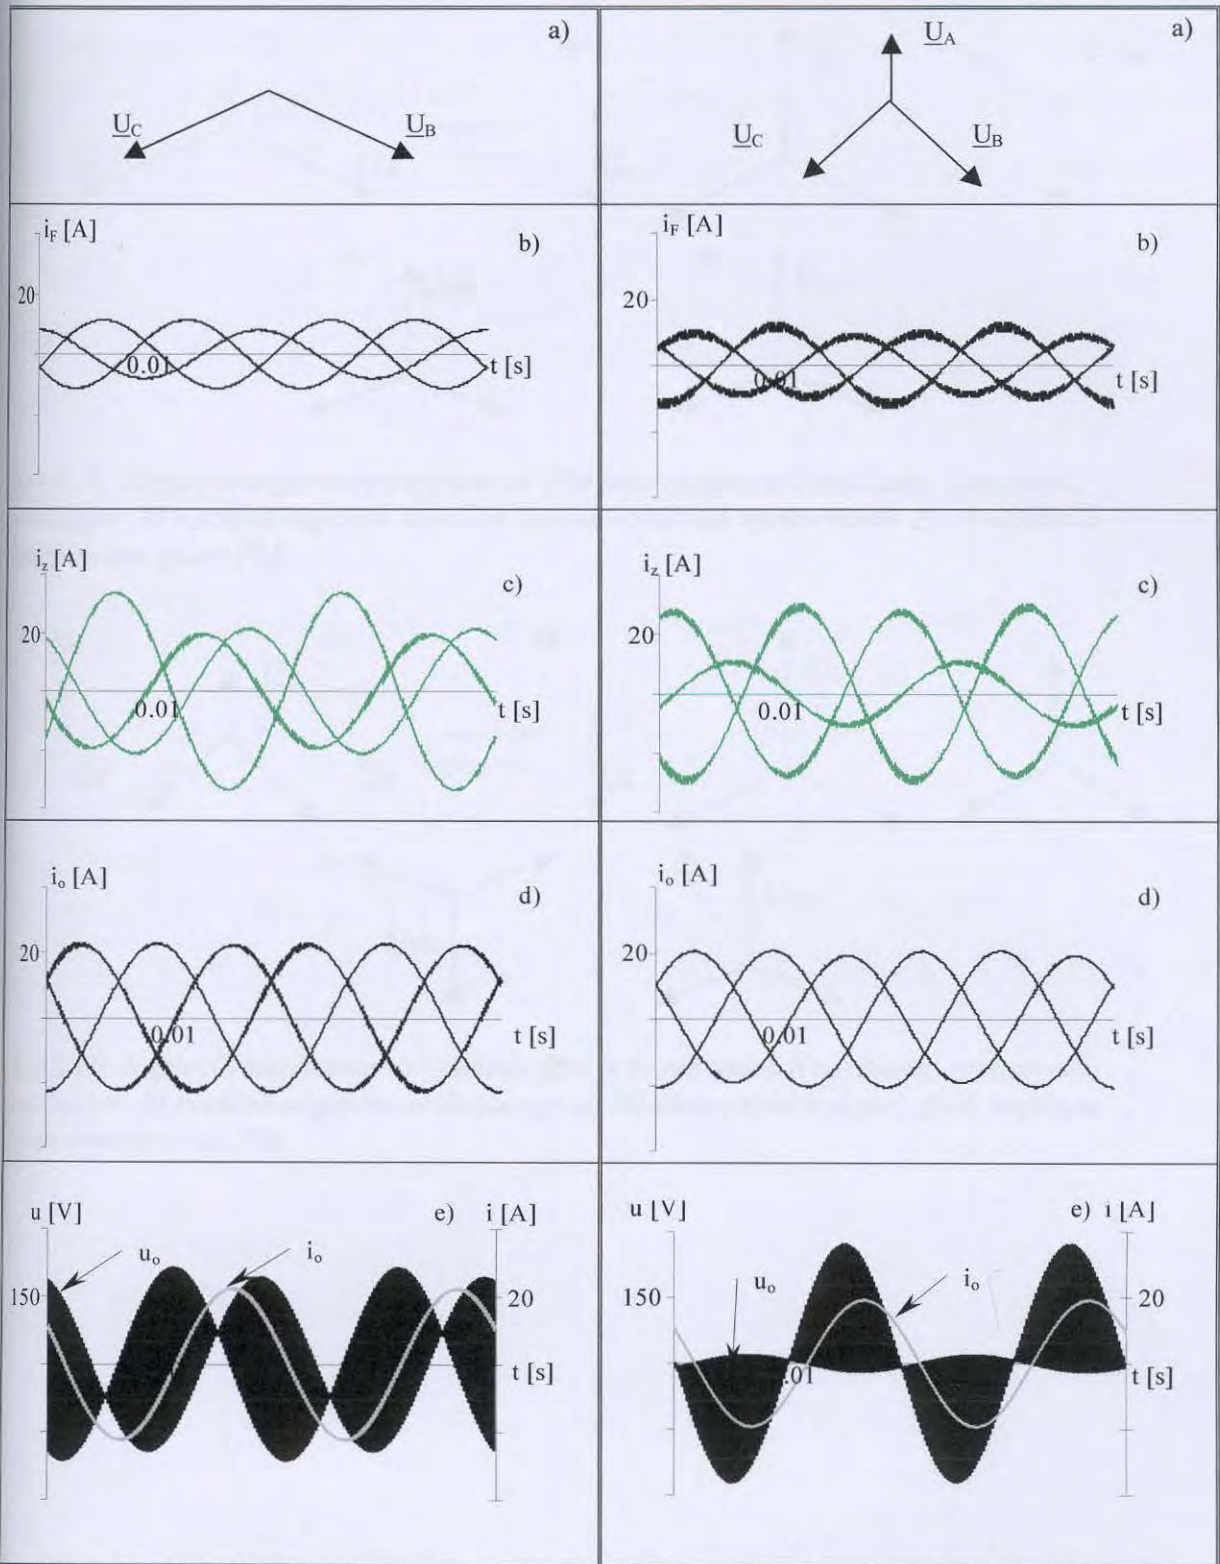 a)
U_C
U_B
i_F [A]
b)
20
0.01
t [s]
i_z [A]
c)
20
0.01
t [s]
i_o [A]
d)
20
0.01
t [s]
u [V]
e) i [A]
u_o
i_o
150
20
t [s]
a)
U_A
U_C
U_B
i_F [A]
b)
20
0.01
t [s]
i_z [A]
c)
20
0.01
t [s]
i_o [A]
d)
20
0.01
t [s]
u [V]
e) i [A]
u_o
i_o
150
20
.01
t [s]